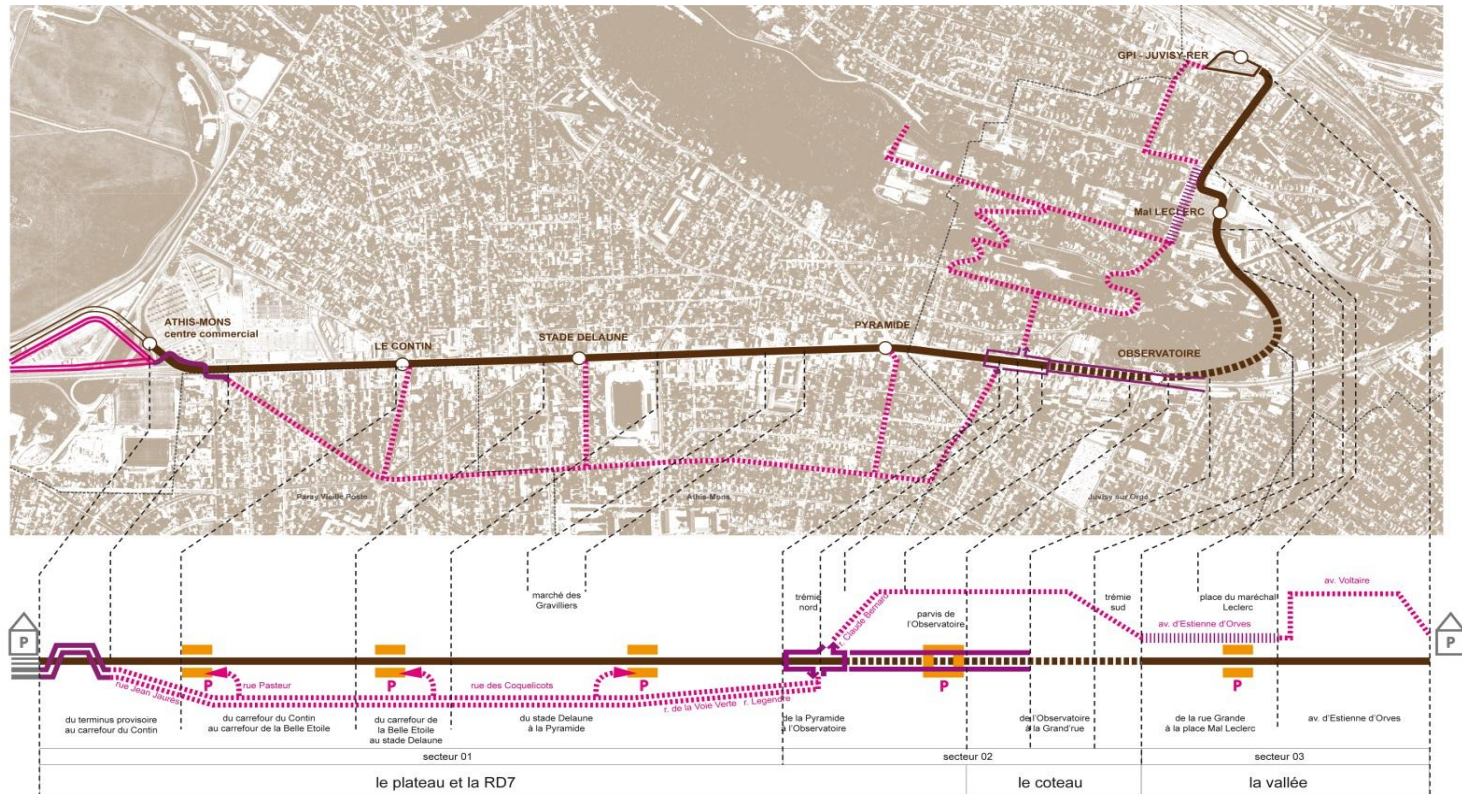 GPI - JUVISY-RER
Mal LECLERC
ATHIS-MONS
centre commercial
LE CONTIN
STADE DELAUNE
PYRAMIDE
OBSERVATOIRE
Paray Vieille Poste
Athis-Mons
Juvisy sur Orge
marché des
Gravilliers
trémie
nord
r. Claude Bernard
parvis de
l'Observatoire
trémie
sud
place du maréchal
Leclerc
av. Voltaire
av. d'Estienne d'Orves
P
P
rue Jean Jaurès
P
rue Pasteur
P
rue des Coquelicots
P
r. de la Voie Verte
r. Legendre
P
P
du terminus provisoire
au carrefour du Contin
du carrefour du Contin
au carrefour de la Belle Etoile
du carrefour de
la Belle Etoile
au stade Delaune
du stade Delaune
à la Pyramide
de la Pyramide
à l'Observatoire
de l'Observatoire
à la Grand'rue
de la rue Grande
à la place Mal Leclerc
av. d'Estienne d'Orves
secteur 01
secteur 02
secteur 03
le plateau et la RD7
le coteau
la vallée